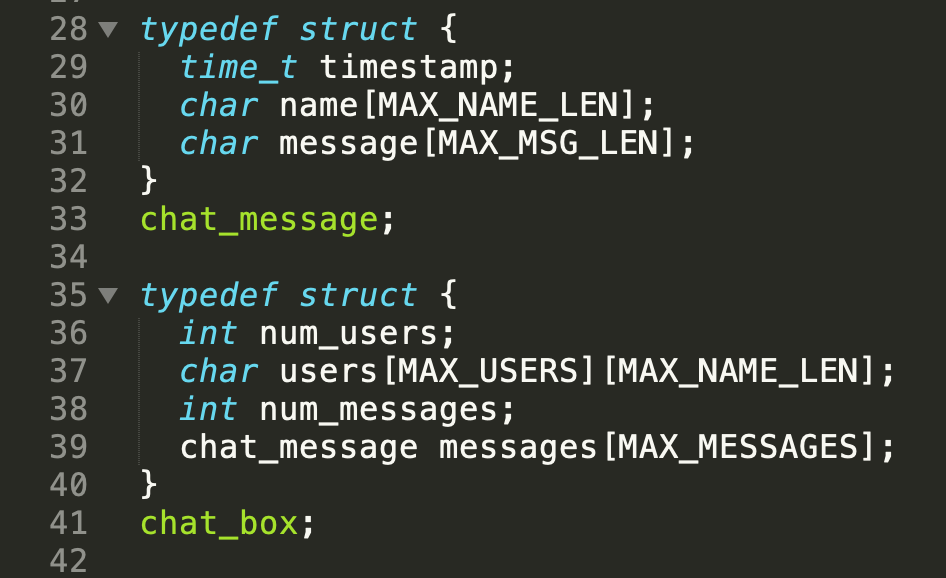 28 typedef struct {
29 time_t timestamp;
30 char name[MAX_NAME_LEN];
31 char message[MAX_MSG_LEN];
32 }
33 chat_message;
34
35 typedef struct {
36 int num_users;
37 char users[MAX_USERS][MAX_NAME_LEN];
38 int num_messages;
39 chat_message messages[MAX_MESSAGES];
40 }
41 chat_box;
42